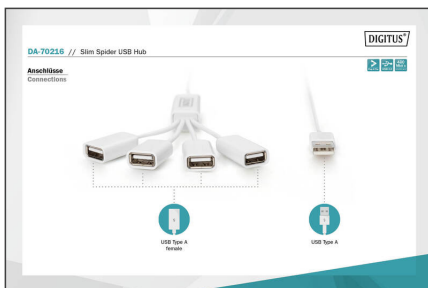 DIGITUS®
DA-70216 // Slim Spider USB Hub
Anschlüsse
Connections
USB Type A
female
USB Type A